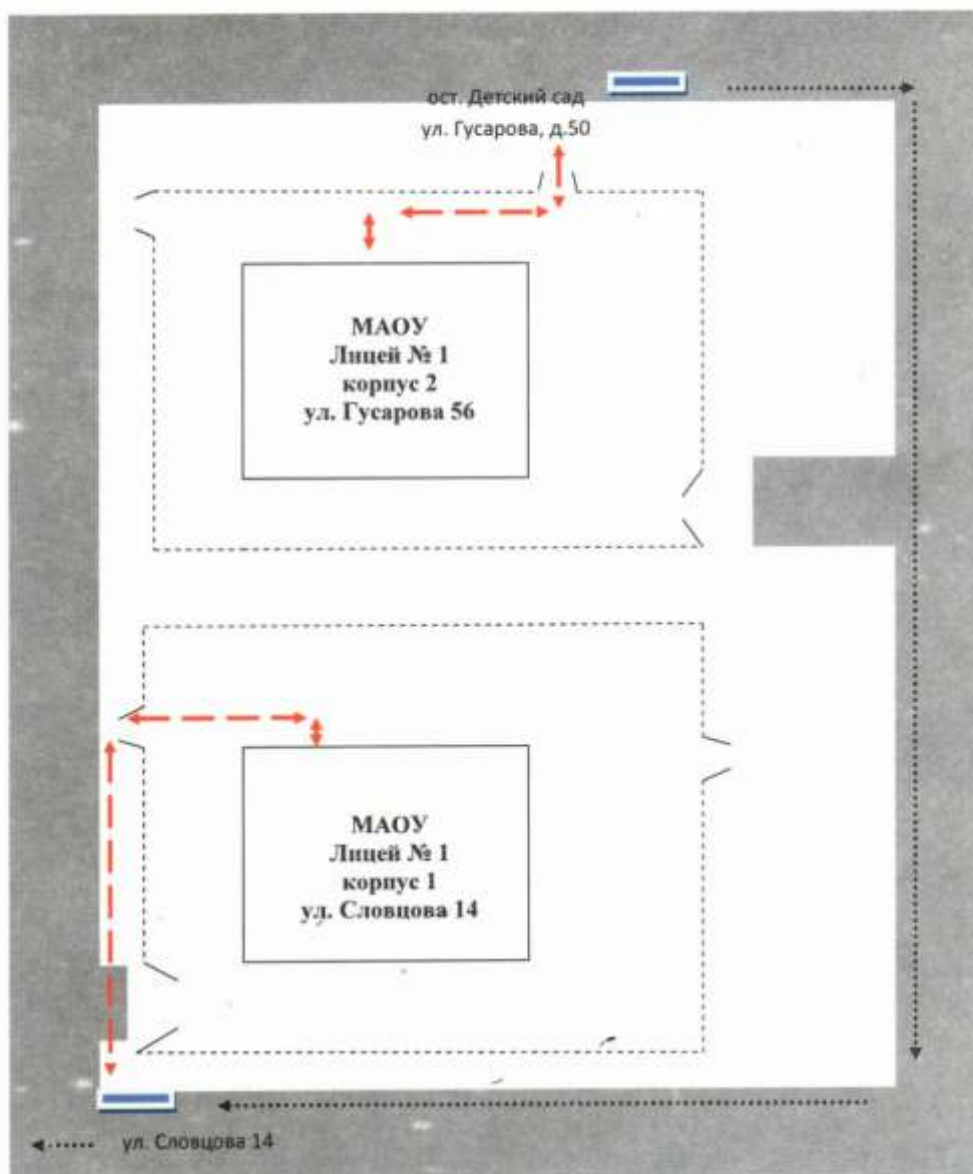 ост. Детский сад
ул. Гусарова, д.50
МАОУ
Лицей № 1
корпус 2
ул. Гусарова 56
МАОУ
Лицей № 1
корпус 1
ул. Словцова 14
ул. Словцова 14